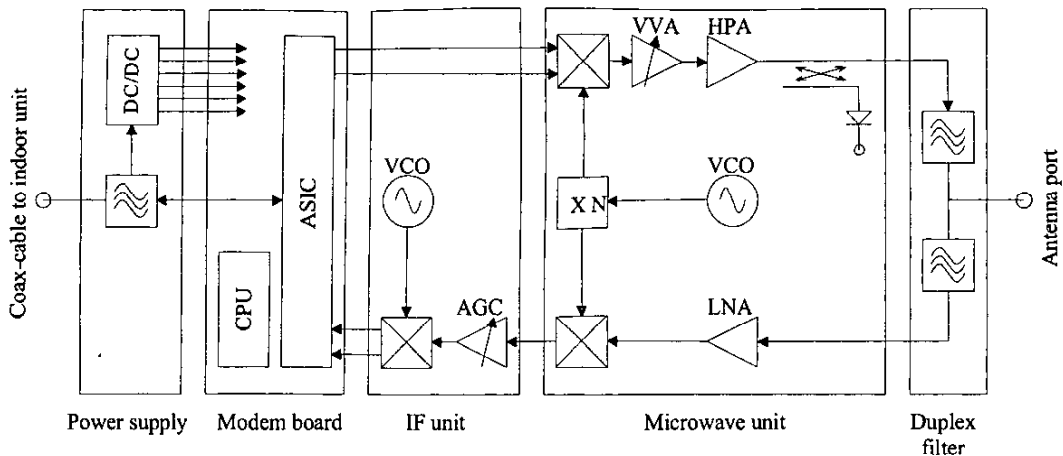 VVA
HPA
DC/DC
Coax-cable to indoor unit
ASIC
VCO
X N
VCO
Antenna port
CPU
AGC
LNA
Power supply
Modem board
IF unit
Microwave unit
Duplex
filter